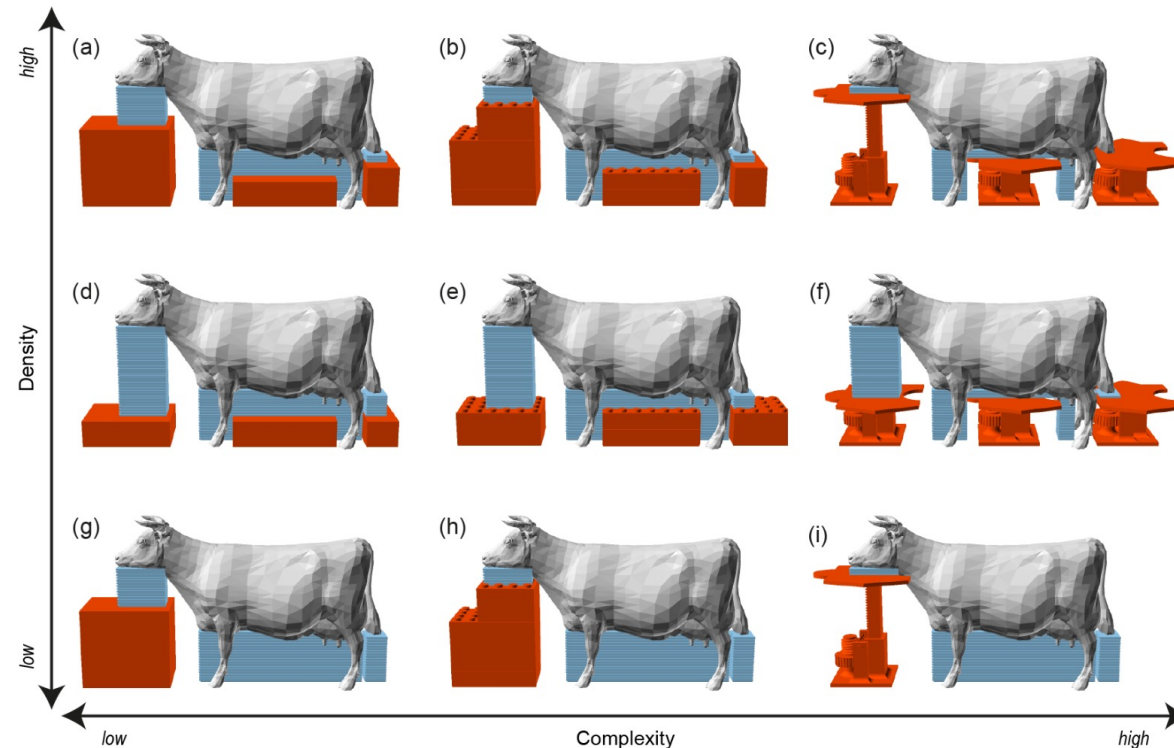 high
(a)
(b)
(c)
(d)
(e)
(f)
Density
(g)
(h)
(i)
low
low
Complexity
high